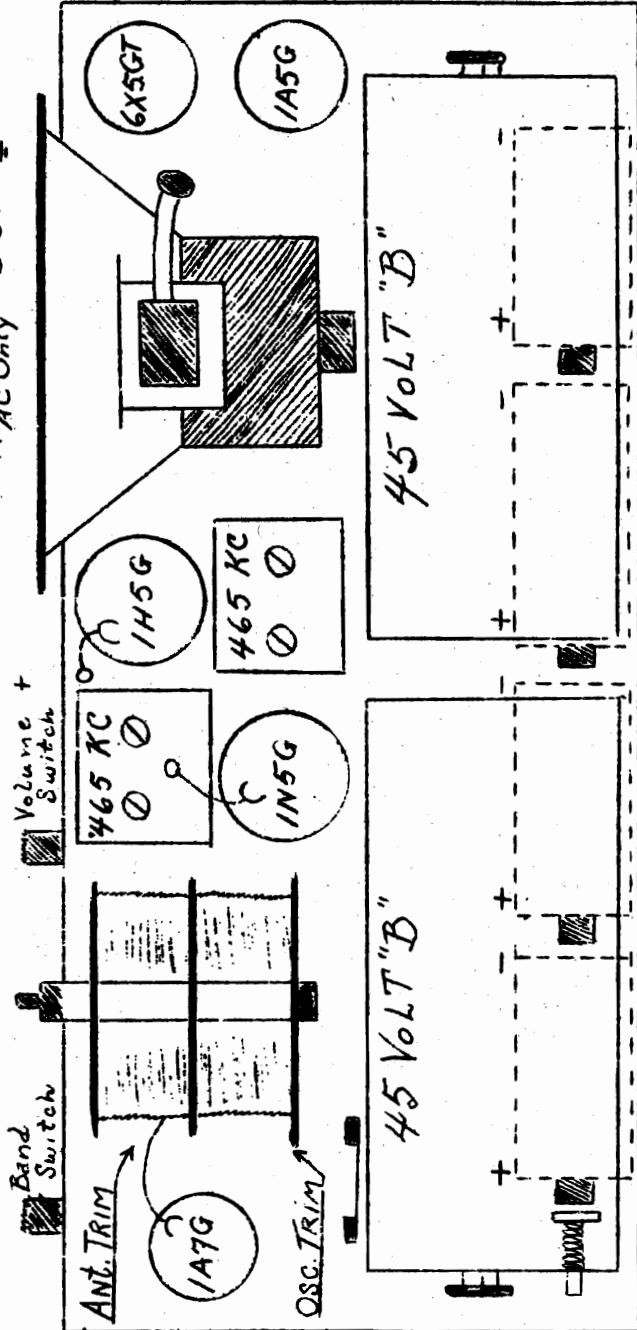 AC Only
Band
Switch
Volume +
Switch
ANT. TRIM
1A7G
OSC. TRIM
465 KC
1N5G
1H5G
465 KC
6X5GT
1A5G
45 VOLT "B"
45 VOLT "B"
+ - + -
+ - + -